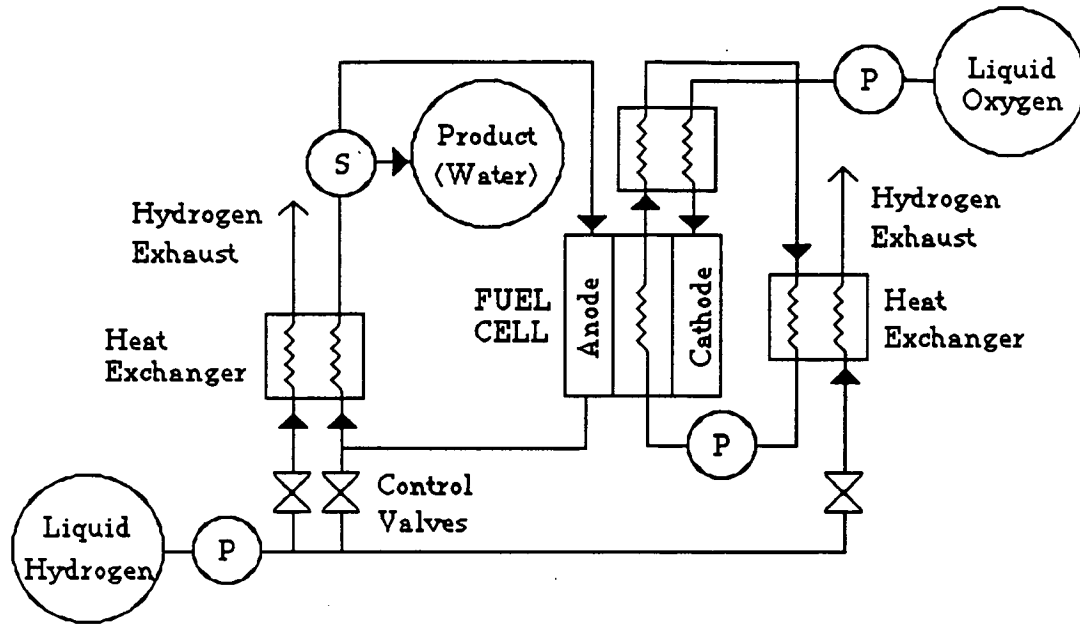 P
Liquid
Oxygen
S
Product
(Water)
Hydrogen
Exhaust
Hydrogen
Exhaust
FUEL
CELL
Anode
Cathode
Heat
Exchanger
Heat
Exchanger
P
Control
Valves
Liquid
Hydrogen
P